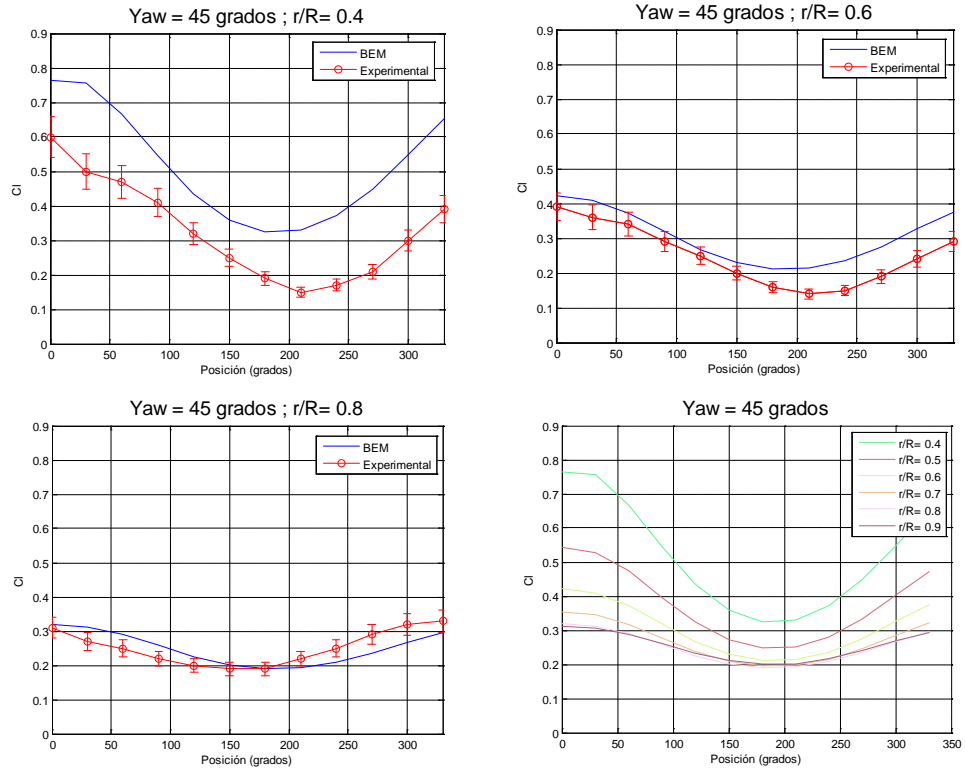 Yaw = 45 grados ; r/R= 0.4
0.9
0.8
0.7
0.6
0.5
0.4
0.3
0.2
0.1
0
Cl
BEM
Experimental
0 50 100 150 200 250 300
Posición (grados)
Yaw = 45 grados ; r/R= 0.6
0.9
0.8
0.7
0.6
0.5
0.4
0.3
0.2
0.1
0
Cl
BEM
Experimental
0 50 100 150 200 250 300
Posición (grados)
Yaw = 45 grados ; r/R= 0.8
0.9
0.8
0.7
0.6
0.5
0.4
0.3
0.2
0.1
0
Cl
BEM
Experimental
0 50 100 150 200 250 300
Posición (grados)
Yaw = 45 grados
0.9
0.8
0.7
0.6
0.5
0.4
0.3
0.2
0.1
0
Cl
r/R= 0.4
r/R= 0.5
r/R= 0.6
r/R= 0.7
r/R= 0.8
r/R= 0.9
0 50 100 150 200 250 300 350
Posición (grados)